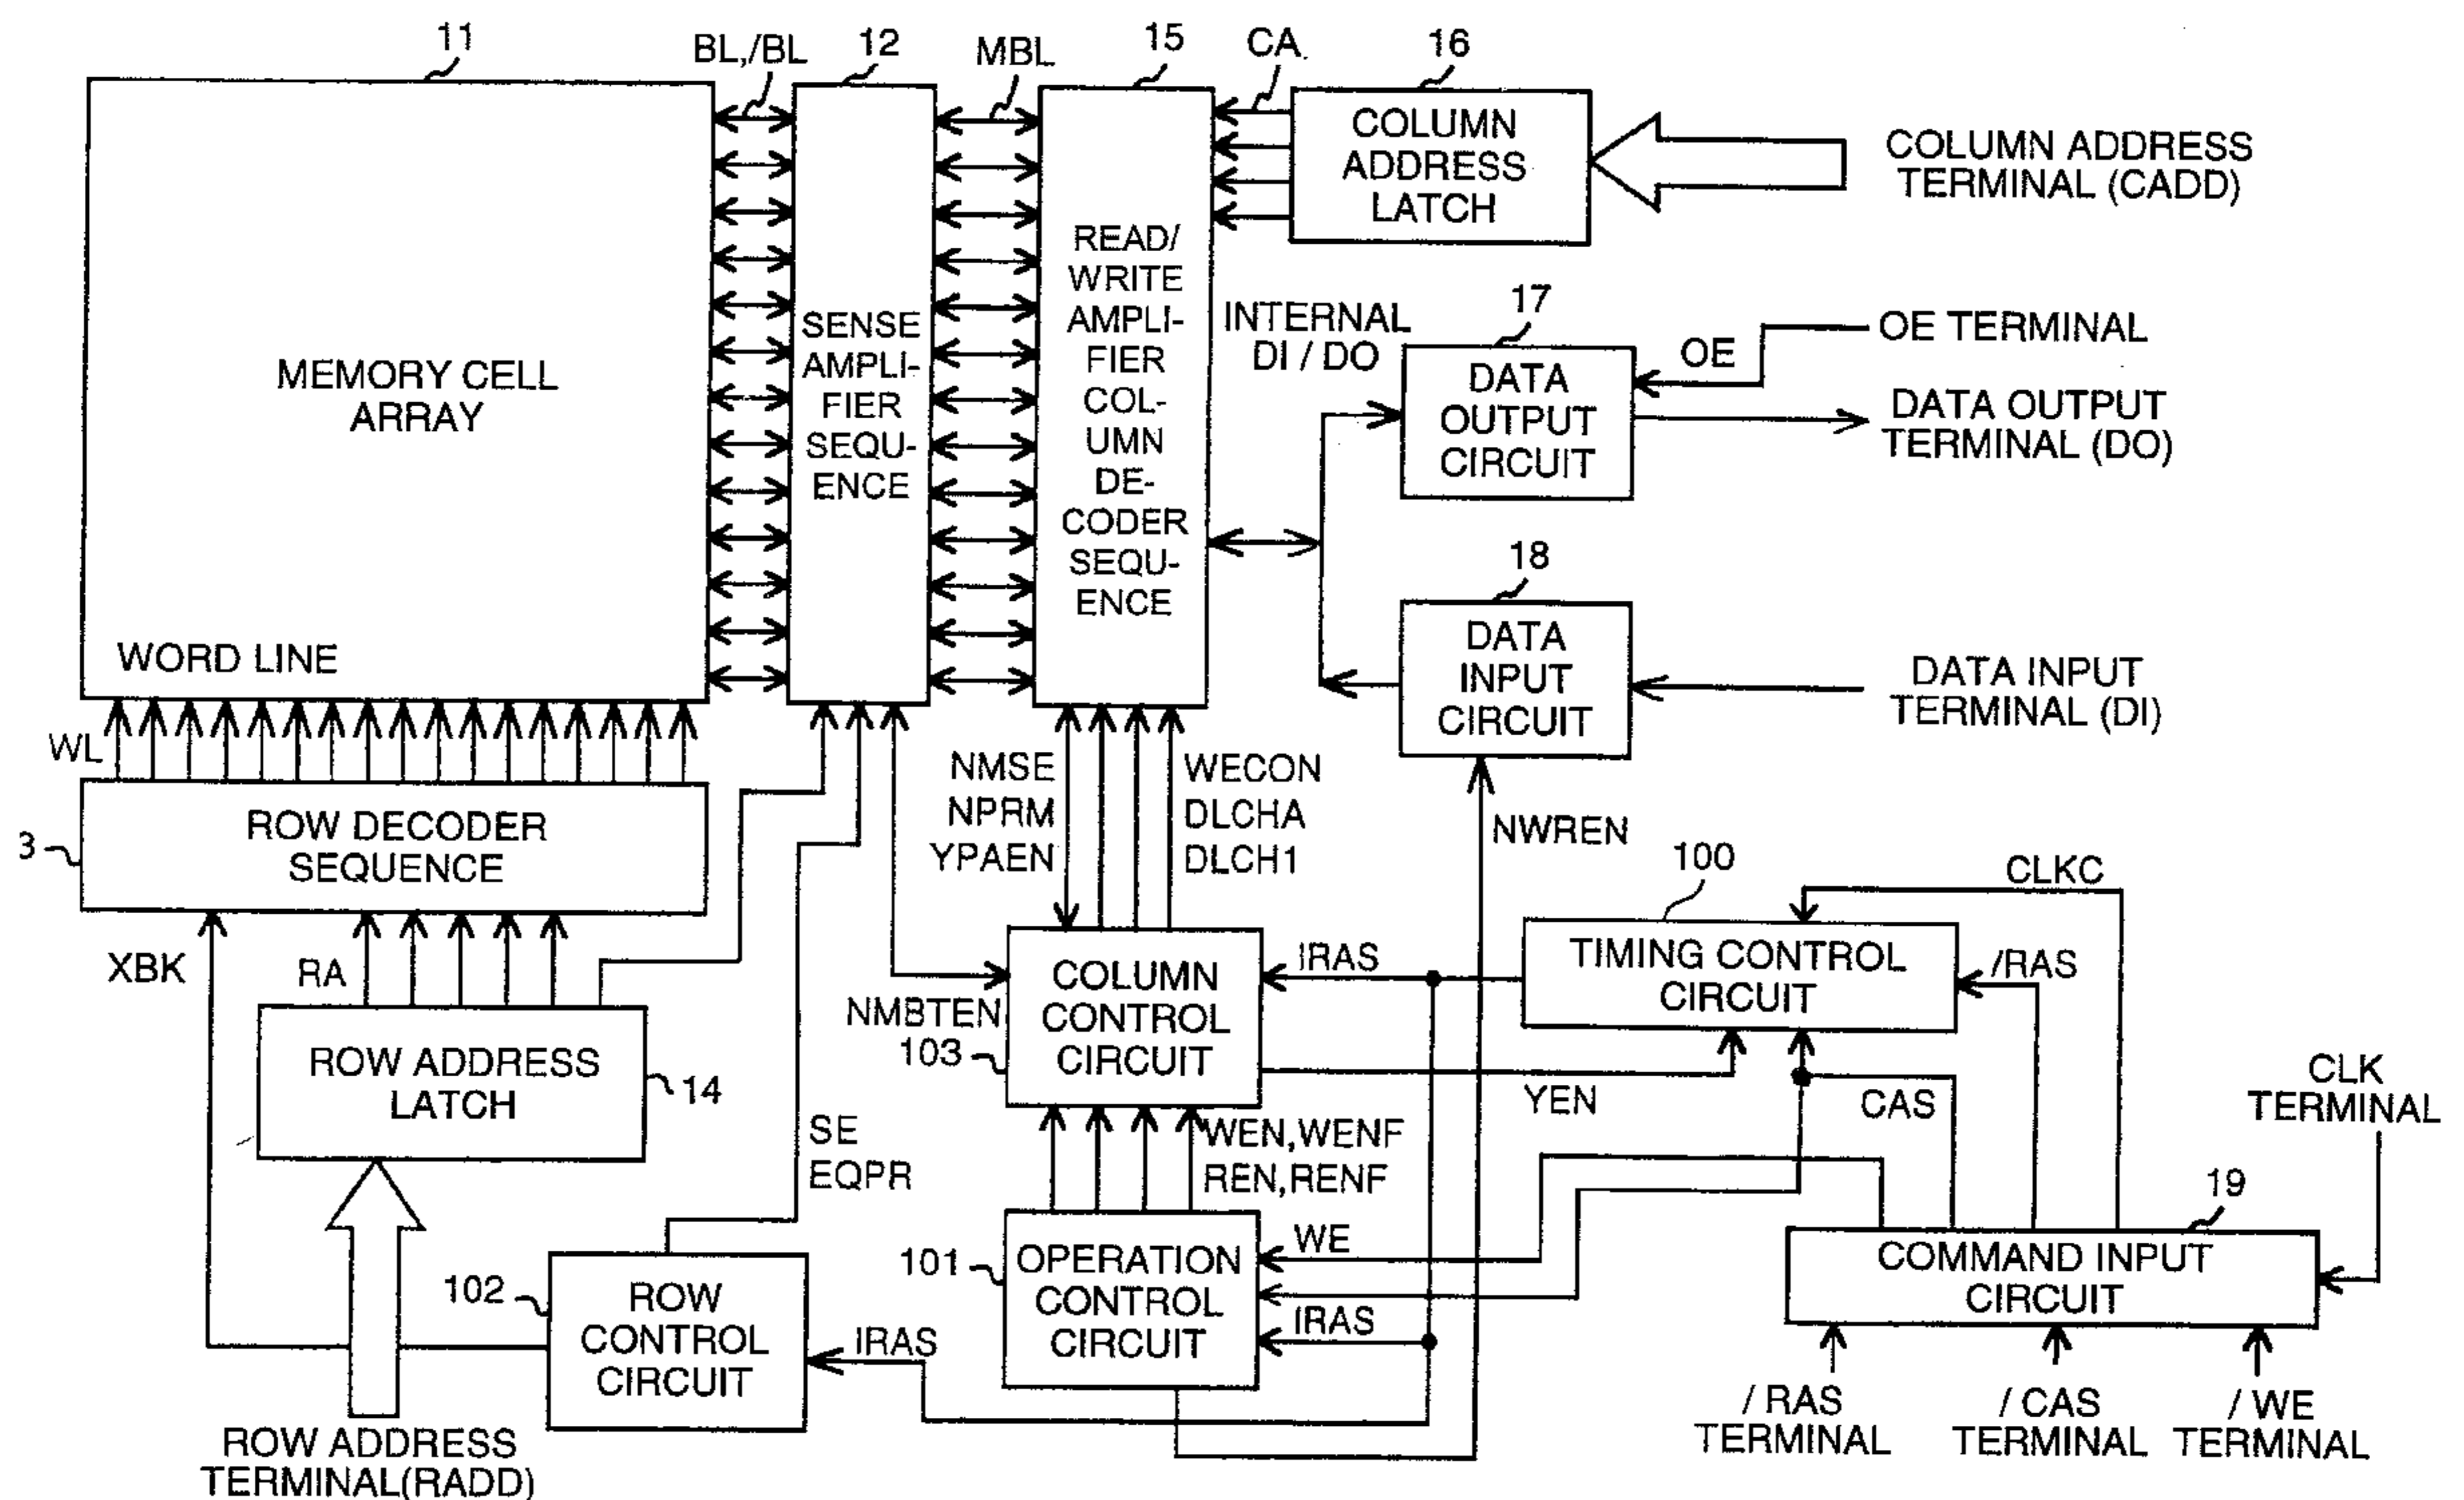 11
BL,/BL
12
MBL
15
CA
16
MEMORY CELL
ARRAY
WORD LINE
SENSE
AMPLI-
FIER
SEQU-
ENCE
READ/
WRITE
AMPLI-
FIER
COL-
UMN
DE-
CODER
SEQU-
ENCE
COLUMN
ADDRESS
LATCH
COLUMN ADDRESS
TERMINAL (CADD)
INTERNAL
DI / DO
17
DATA
OUTPUT
CIRCUIT
OE
OE TERMINAL
DATA OUTPUT
TERMINAL (DO)
18
DATA
INPUT
CIRCUIT
DATA INPUT
TERMINAL (DI)
WL
ROW DECODER
SEQUENCE
3
NMSE
NPRM
YPAEN
WECON
DLCHA
DLCH1
NWREN
XBK
RA
ROW ADDRESS
LATCH
14
NMBTEN
103
COLUMN
CONTROL
CIRCUIT
IRAS
100
TIMING CONTROL
CIRCUIT
CLKC
/RAS
YEN
CAS
CLK
TERMINAL
SE
EQPR
WEN,WENF
REN,RENF
101
OPERATION
CONTROL
CIRCUIT
WE
IRAS
19
COMMAND INPUT
CIRCUIT
102
ROW
CONTROL
CIRCUIT
IRAS
/ RAS
TERMINAL
/ CAS
TERMINAL
/ WE
TERMINAL
ROW ADDRESS
TERMINAL(RADD)